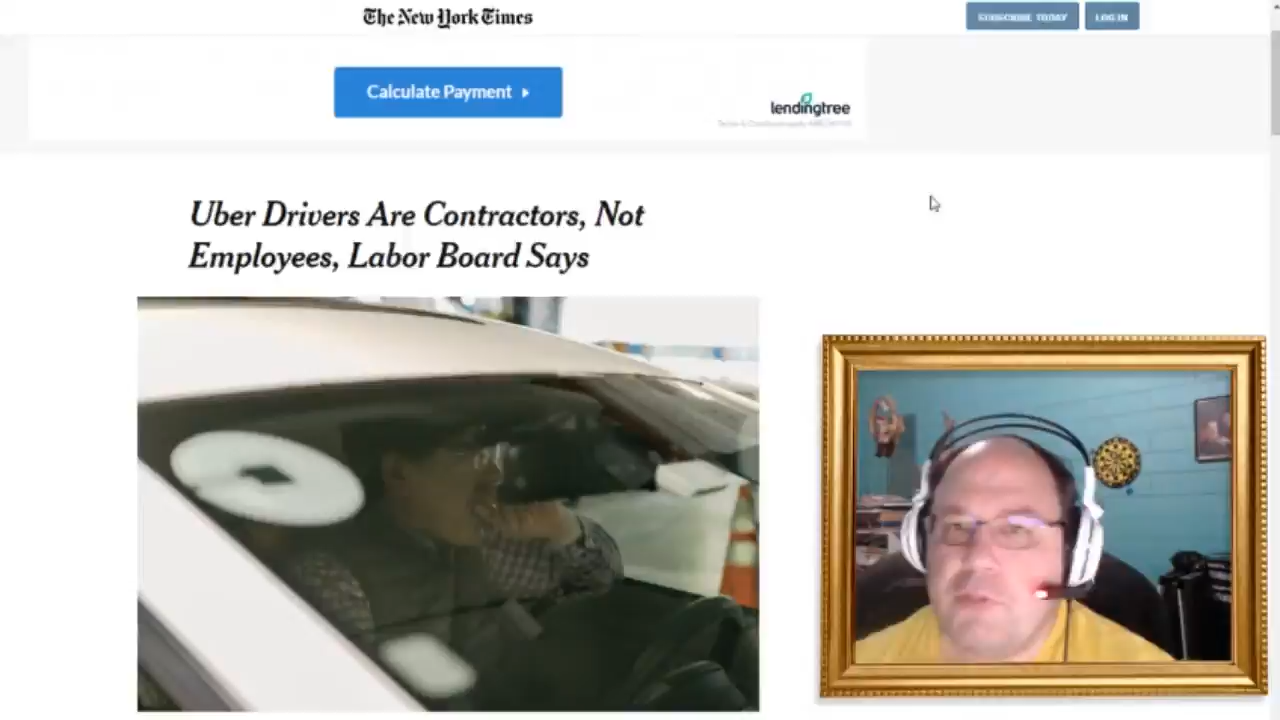 The New York Times
SUBSCRIBE TODAY
LOG IN
Calculate Payment
lendingtree
Uber Drivers Are Contractors, Not
Employees, Labor Board Says